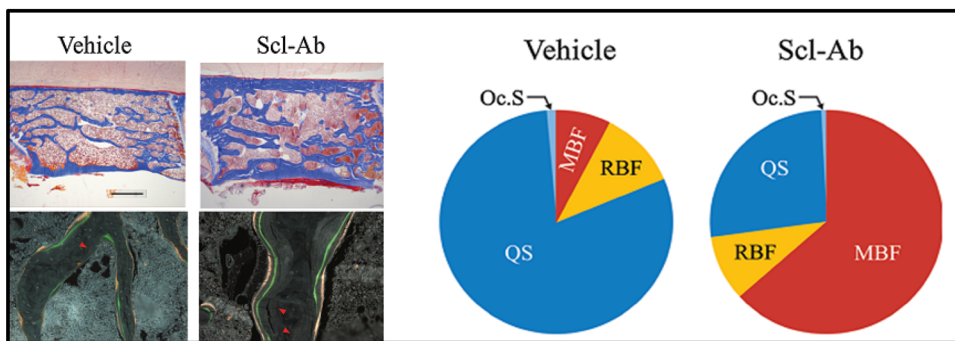 Vehicle
Scl-Ab
Vehicle
Scl-Ab
Oc.S
MBF
RBF
QS
Oc.S
QS
RBF
MBF